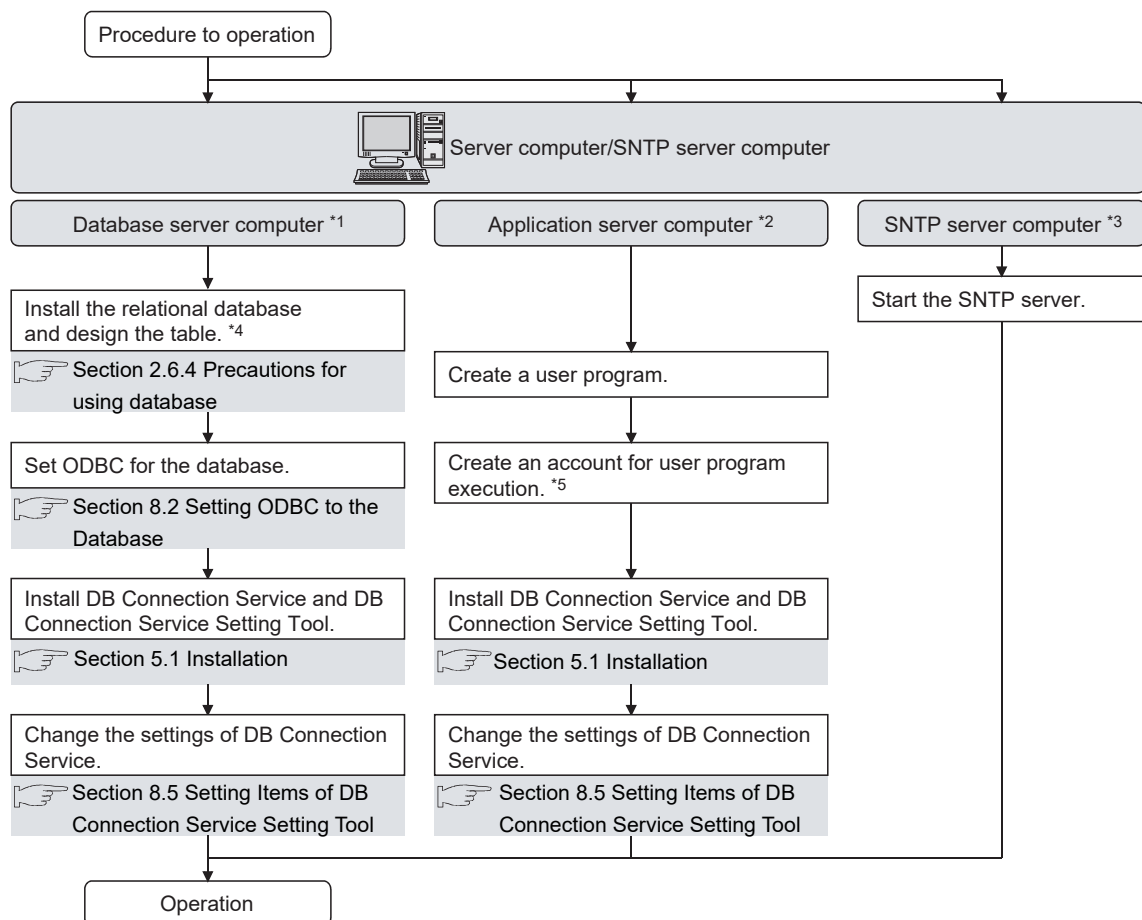 Procedure to operation
Server computer/SNTP server computer
Database server computer *1
Application server computer *2
SNTP server computer *3
Install the relational database
and design the table. *4
Section 2.6.4 Precautions for
using database
Set ODBC for the database.
Section 8.2 Setting ODBC to the
Database
Install DB Connection Service and DB
Connection Service Setting Tool.
Section 5.1 Installation
Change the settings of DB Connection
Service.
Section 8.5 Setting Items of DB
Connection Service Setting Tool
Create a user program.
Create an account for user program
execution. *5
Install DB Connection Service and DB
Connection Service Setting Tool.
Section 5.1 Installation
Change the settings of DB Connection
Service.
Section 8.5 Setting Items of DB
Connection Service Setting Tool
Start the SNTP server.
Operation